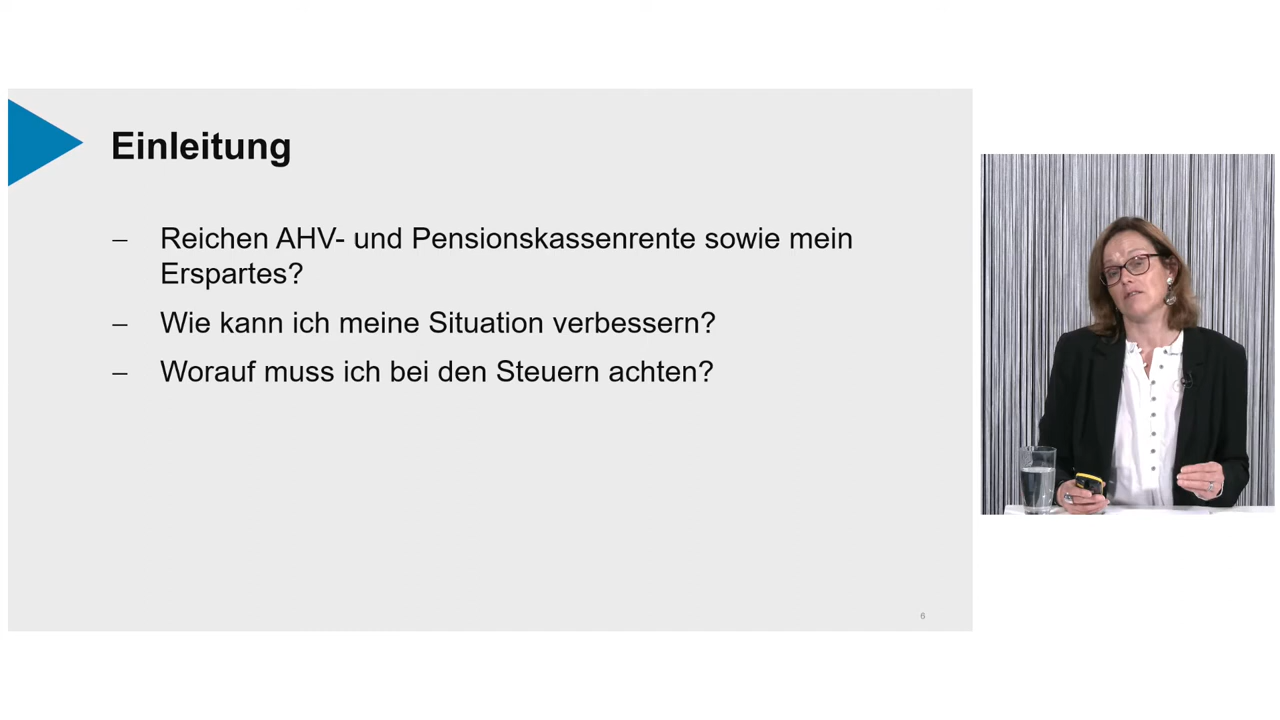 Einleitung
– Reichen AHV- und Pensionskassenrente sowie mein
Erspartes?
– Wie kann ich meine Situation verbessern?
– Worauf muss ich bei den Steuern achten?
6